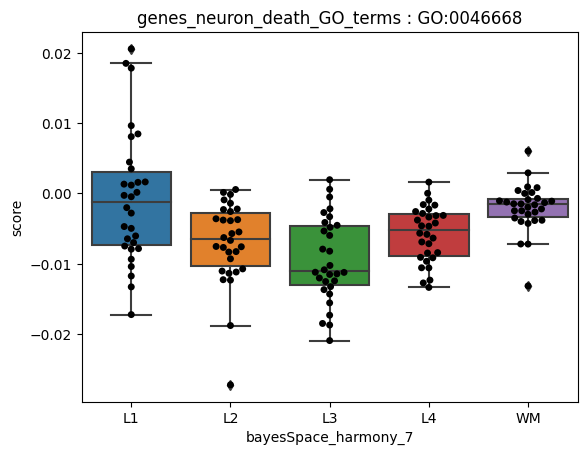 genes_neuron_death_GO_terms : GO:0046668
0.02
0.01
0.00
−0.01
−0.02
score
L1 L2 L3 L4 WM
bayesSpace_harmony_7